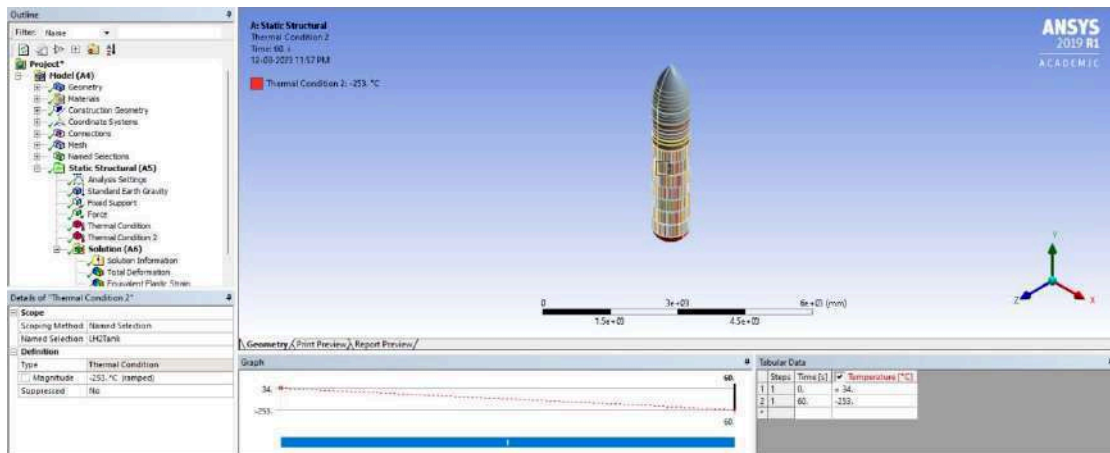 Outline
Filter: Name
Project*
Model (A4)
Geometry
Materials
Construction Geometry
Coordinate Systems
Connections
Mesh
Named Selections
Static Structural (A5)
Analysis Settings
Standard Earth Gravity
Fixed Support
Force
Thermal Condition
Thermal Condition 2
Solution (A6)
Solution Information
Total Deformation
Equivalent Plastic Strain
Details of "Thermal Condition 2"
Scope
Scoping Method Named Selection
Named Selection LH2Tank
Definition
Type Thermal Condition
Magnitude -253. °C (ramped)
Suppressed No
A: Static Structural
Thermal Condition 2
Time: 60. s
11:57 PM
Thermal Condition 2: -253. °C
ANSYS
2019 R1
ACADEMIC
Y
Z X
0 3e+03 6e+03 (mm)
1.5e+03 4.5e+03
Geometry Print Preview Report Preview
Graph
60.
34.
-253.
60.
1
Tabular Data
Steps Time [s] Temperature [°C]
1 1 0. = 34.
2 1 60. -253.
*